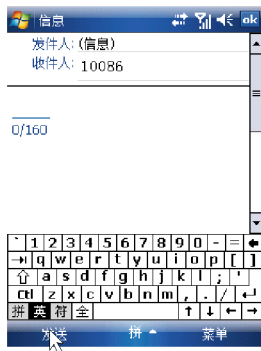 信息 ok
发件人: (信息)
收件人: 10086
0/160
` 1 2 3 4 5 6 7 8 9 0 - =
q w e r t y u i o p [ ]
a s d f g h j k l ; '
Ctl z x c v b n m , . /
拼 英 符 全
发送 拼 菜单